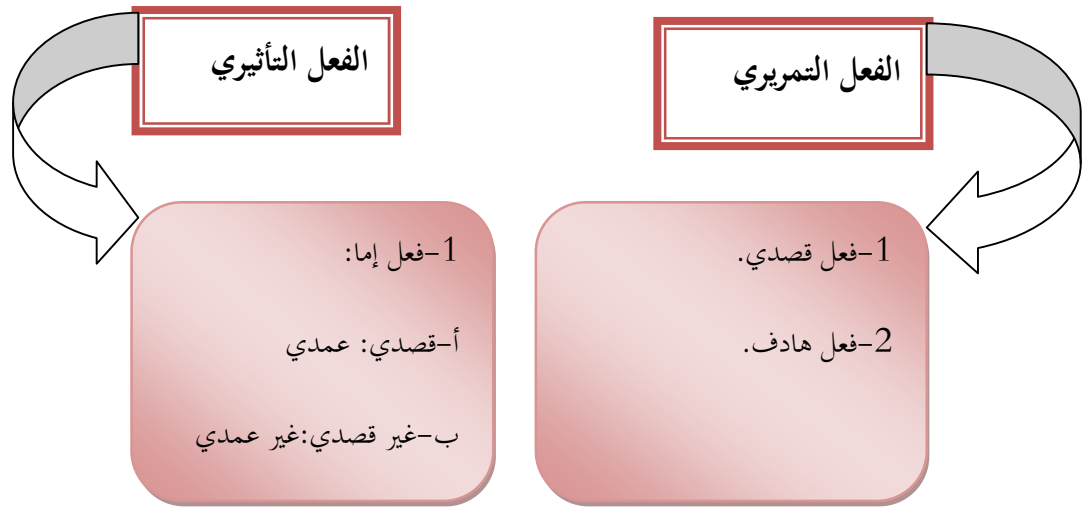 الفعل التمريري
1-فعل قصدي.
2-فعل هادف.
الفعل التأثيري
1-فعل إما:
أ-قصدي: عمدي
ب-غير قصدي:غير عمدي